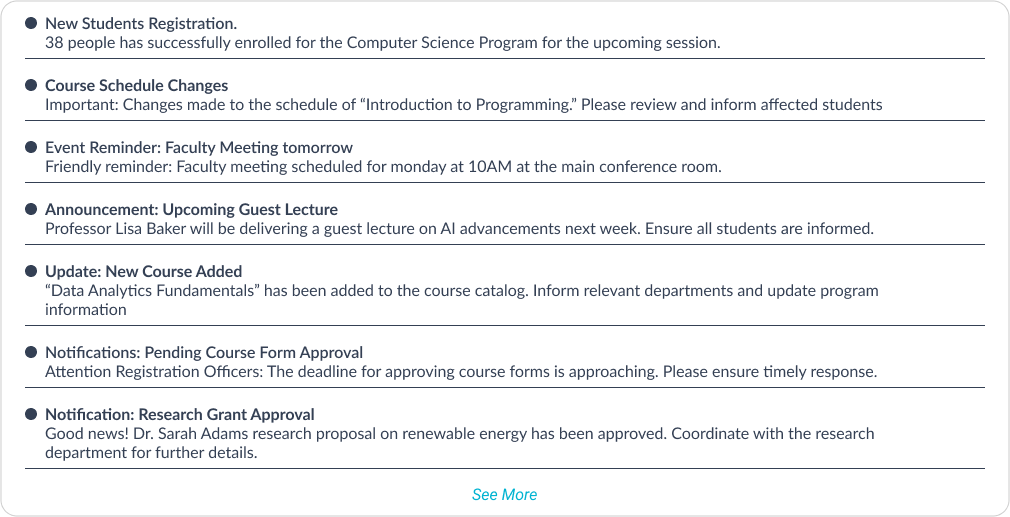 New Students Registration.
38 people has successfully enrolled for the Computer Science Program for the upcoming session.
Course Schedule Changes
Important: Changes made to the schedule of “Introduction to Programming.” Please review and inform affected students
Event Reminder: Faculty Meeting tomorrow
Friendly reminder: Faculty meeting scheduled for monday at 10AM at the main conference room.
Announcement: Upcoming Guest Lecture
Professor Lisa Baker will be delivering a guest lecture on AI advancements next week. Ensure all students are informed.
Update: New Course Added
“Data Analytics Fundamentals” has been added to the course catalog. Inform relevant departments and update program
information
Notifications: Pending Course Form Approval
Attention Registration Officers: The deadline for approving course forms is approaching. Please ensure timely response.
Notification: Research Grant Approval
Good news! Dr. Sarah Adams research proposal on renewable energy has been approved. Coordinate with the research
department for further details.
See More